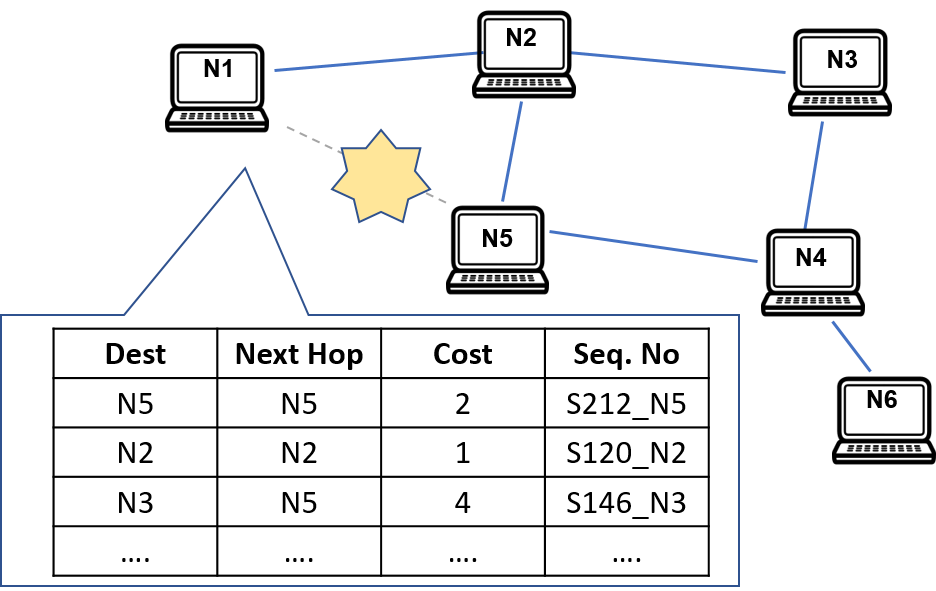 N1
N2
N3
N5
N4
N6
Dest Next Hop Cost Seq. No
N5 N5 2 S212_N5
N2 N2 1 S120_N2
N3 N5 4 S146_N3
.... .... .... ....